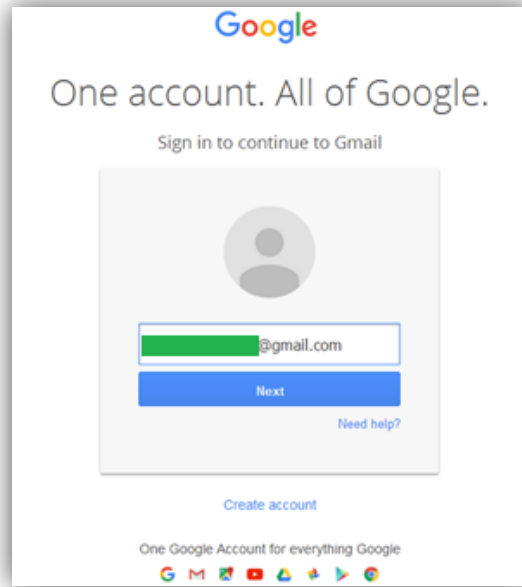 Google
One account. All of Google.
Sign in to continue to Gmail
@gmail.com
Next
Need help?
Create account
One Google Account for everything Google